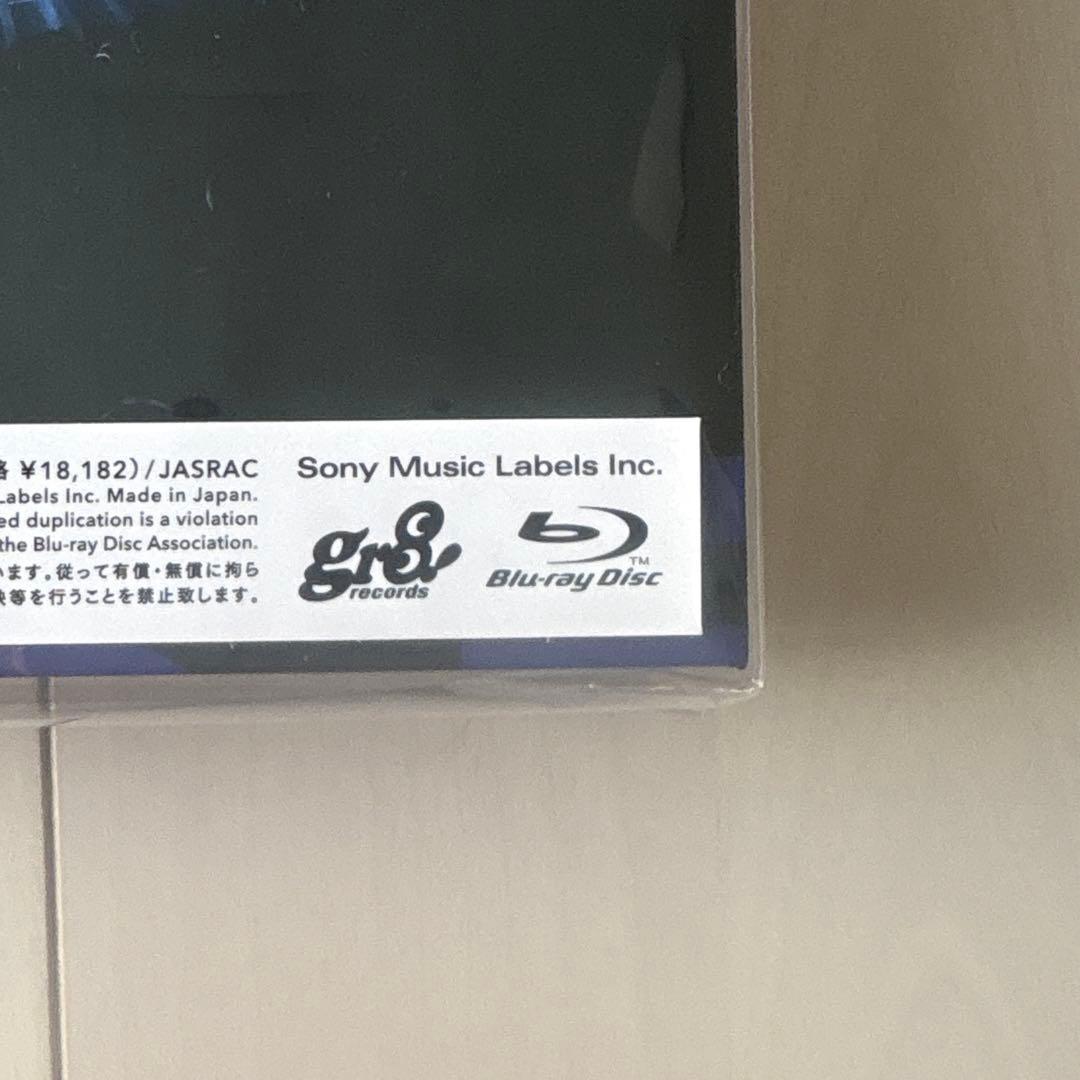 格 ¥18,182)/JASRAC
Labels Inc. Made in Japan.
ed duplication is a violation
the Blu-ray Disc Association.
います。従って有償・無償に拘ら
映等を行うことを禁止致します。
Sony Music Labels Inc.
gr8!
records
Blu-ray Disc
TM